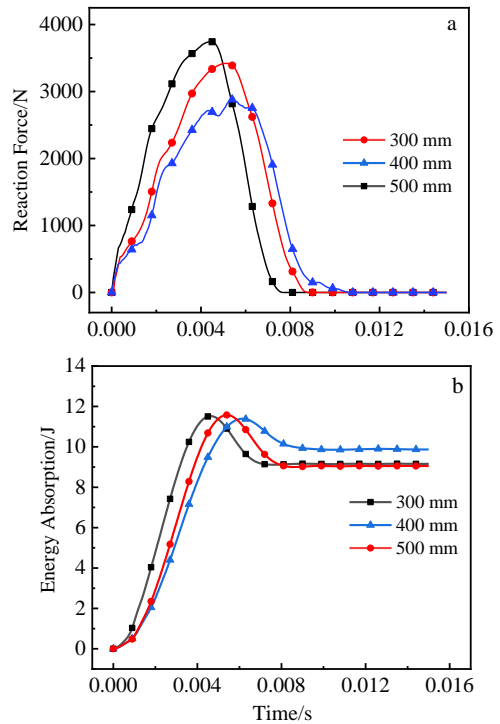 a
4000
3000
2000
1000
0
Reaction Force/N
300 mm
400 mm
500 mm
0.000 0.004 0.008 0.012 0.016
b
14
12
10
8
6
4
2
0
Energy Absorption/J
300 mm
400 mm
500 mm
0.000 0.004 0.008 0.012 0.016
Time/s